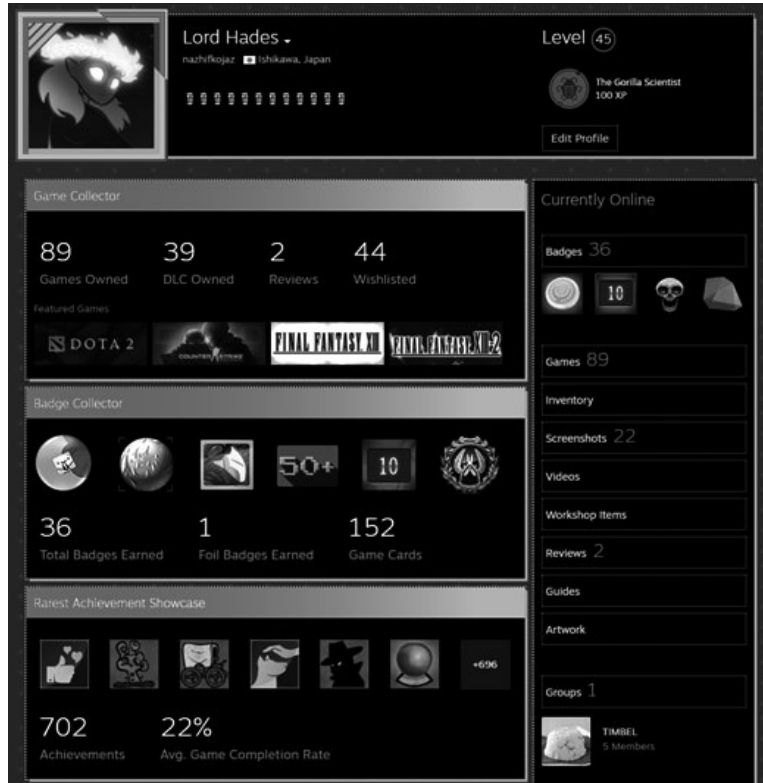 Lord Hades
nazhifkojaz Ishikawa, Japan
Level 45
The Gorilla Scientist
100 XP
Edit Profile
Game Collector
89 39 2 44
Games Owned DLC Owned Reviews Wishlisted
Featured Games
DOTA 2 COUNTER STRIKE FINAL FANTASY XIII FINAL FANTASY XIII-2
Badge Collector
50+ 10
36 1 152
Total Badges Earned Foil Badges Earned Game Cards
Rarest Achievement Showcase
+696
702 22%
Achievements Avg. Game Completion Rate
Currently Online
Badges 36
10
Games 89
Inventory
Screenshots 22
Videos
Workshop Items
Reviews 2
Guides
Artwork
Groups 1
TIMBEL
5 Members